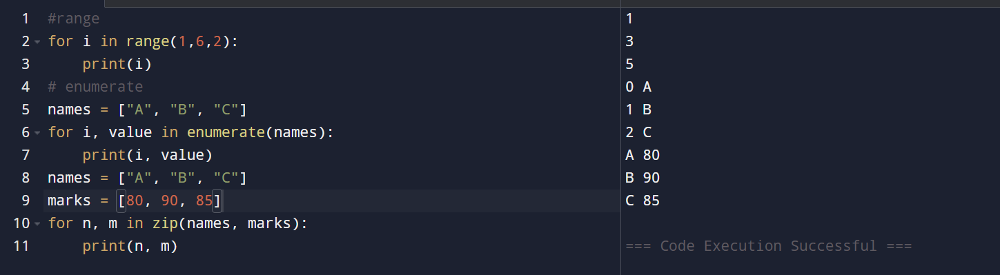 1 #range
2 for i in range(1,6,2):
3     print(i)
4 # enumerate
5 names = ["A", "B", "C"]
6 for i, value in enumerate(names):
7     print(i, value)
8 names = ["A", "B", "C"]
9 marks = [80, 90, 85]
10 for n, m in zip(names, marks):
11     print(n, m)
1
3
5
0 A
1 B
2 C
A 80
B 90
C 85
=== Code Execution Successful ===